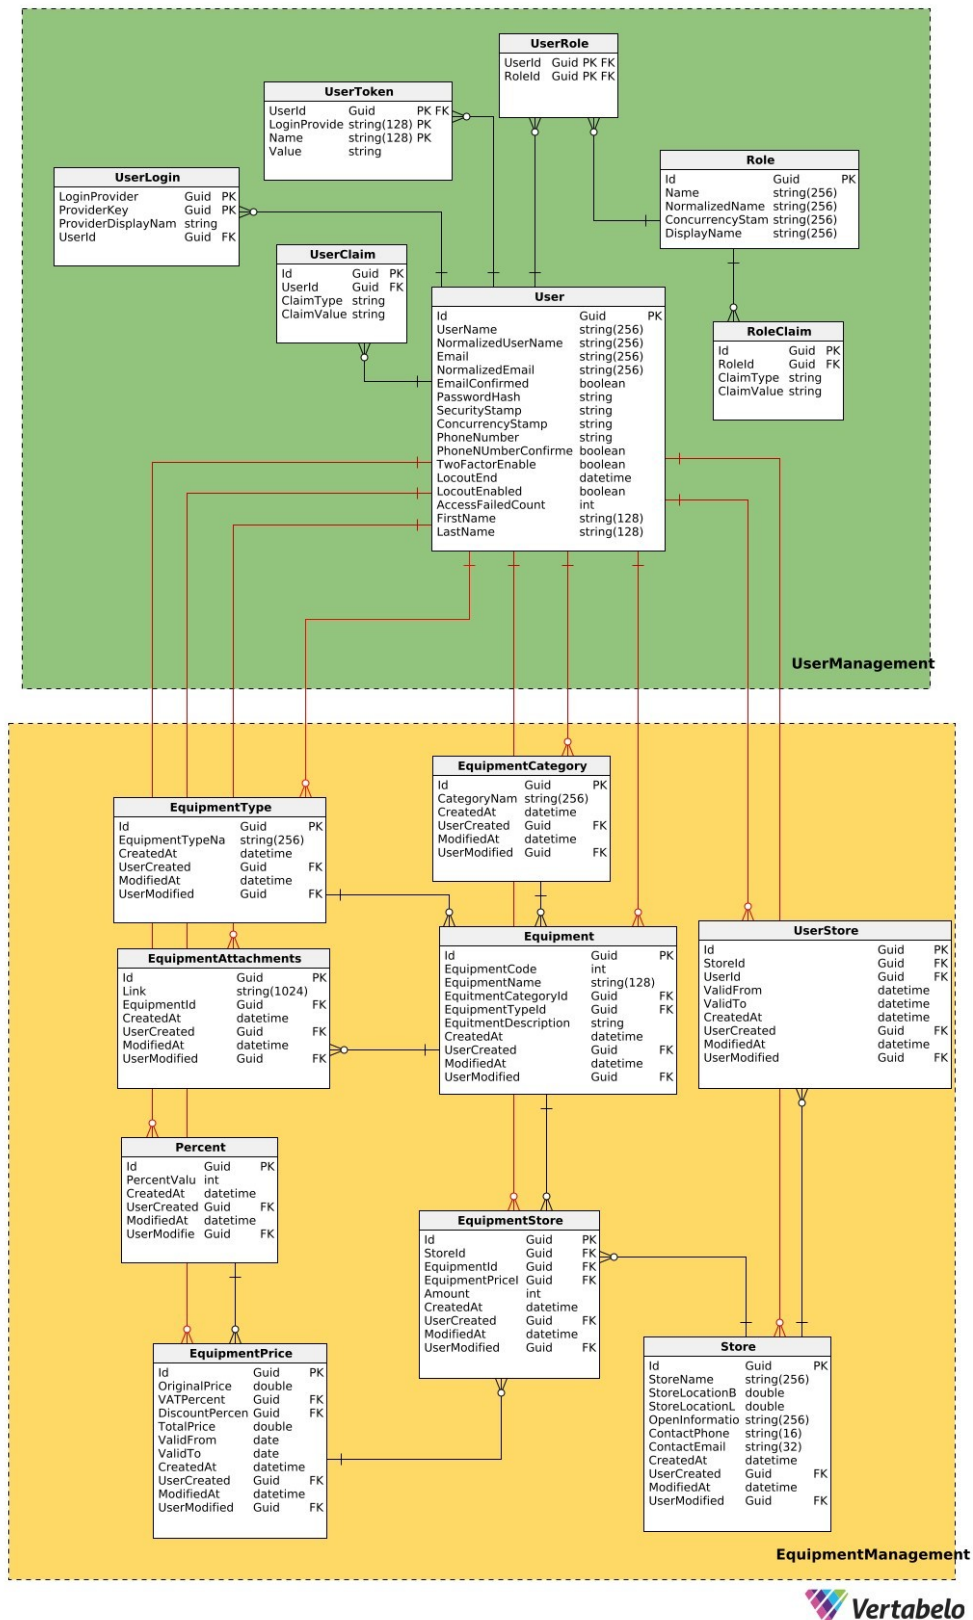 UserRole
UserId Guid PK FK
RoleId Guid PK FK
UserToken
UserId Guid PK FK
LoginProvide string(128) PK
Name string(128) PK
Value string
Role
Id Guid PK
Name string(256)
NormalizedName string(256)
ConcurrencyStam string(256)
DisplayName string(256)
UserLogin
LoginProvider Guid PK
ProviderKey Guid PK
ProviderDisplayNam string
UserId Guid FK
UserClaim
Id Guid PK
UserId Guid FK
ClaimType string
ClaimValue string
User
Id Guid PK
UserName string(256)
NormalizedUserName string(256)
Email string(256)
NormalizedEmail string(256)
EmailConfirmed boolean
PasswordHash string
SecurityStamp string
ConcurrencyStamp string
PhoneNumber string
PhoneNUmberConfirme boolean
TwoFactorEnable boolean
LocoutEnd datetime
LocoutEnabled boolean
AccessFailedCount int
FirstName string(128)
LastName string(128)
RoleClaim
Id Guid PK
RoleId Guid FK
ClaimType string
ClaimValue string
UserManagement
EquipmentCategory
Id Guid PK
CategoryNam string(256)
CreatedAt datetime
UserCreated Guid FK
ModifiedAt datetime
UserModified Guid FK
EquipmentType
Id Guid PK
EquipmentTypeNa string(256)
CreatedAt datetime
UserCreated Guid FK
ModifiedAt datetime
UserModified Guid FK
Equipment
Id Guid PK
EquipmentCode int
EquipmentName string(128)
EquitmentCategoryId Guid FK
EquipmentTypeId Guid FK
EquitmentDescription string
CreatedAt datetime
UserCreated Guid FK
ModifiedAt datetime
UserModified Guid FK
UserStore
Id Guid PK
StoreId Guid FK
UserId Guid FK
ValidFrom datetime
ValidTo datetime
CreatedAt datetime
UserCreated Guid FK
ModifiedAt datetime
UserModified Guid FK
EquipmentAttachments
Id Guid PK
Link string(1024)
EquipmentId Guid FK
CreatedAt datetime
UserCreated Guid FK
ModifiedAt datetime
UserModified Guid FK
Percent
Id Guid PK
PercentValu int
CreatedAt datetime
UserCreated Guid FK
ModifiedAt datetime
UserModifie Guid FK
EquipmentStore
Id Guid PK
StoreId Guid FK
EquipmentId Guid FK
EquipmentPriceI Guid FK
Amount int
CreatedAt datetime
UserCreated Guid FK
ModifiedAt datetime
UserModified Guid FK
EquipmentPrice
Id Guid PK
OriginalPrice double
VATPercent Guid FK
DiscountPercen Guid FK
TotalPrice double
ValidFrom date
ValidTo date
CreatedAt datetime
UserCreated Guid FK
ModifiedAt datetime
UserModified Guid FK
Store
Id Guid PK
StoreName string(256)
StoreLocationB double
StoreLocationL double
OpenInformatio string(256)
ContactPhone string(16)
ContactEmail string(32)
CreatedAt datetime
UserCreated Guid FK
ModifiedAt datetime
UserModified Guid FK
EquipmentManagement
Vertabelo